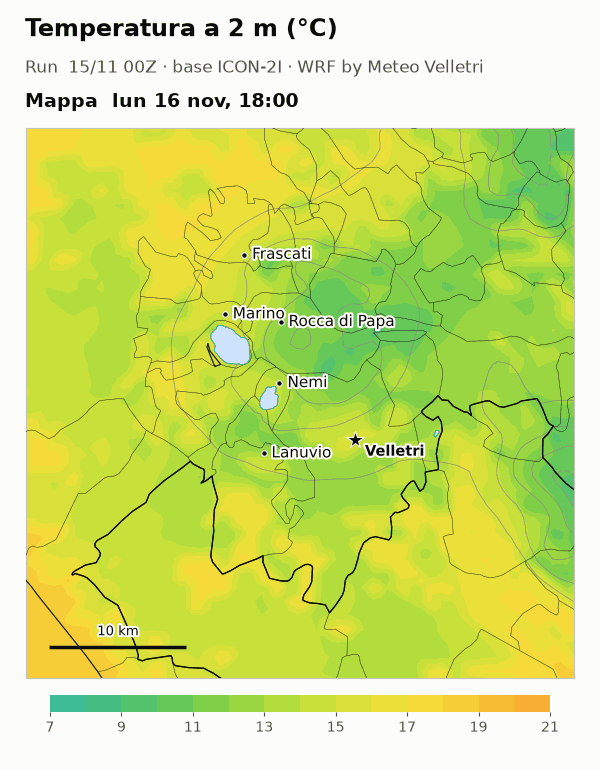 Temperatura a 2 m (°C)
Run  15/11 00Z · base ICON-2I · WRF by Meteo Velletri
Mappa  lun 16 nov, 18:00
Frascati
Marino
Rocca di Papa
Nemi
Velletri
Lanuvio
10 km
7 9 11 13 15 17 19 21